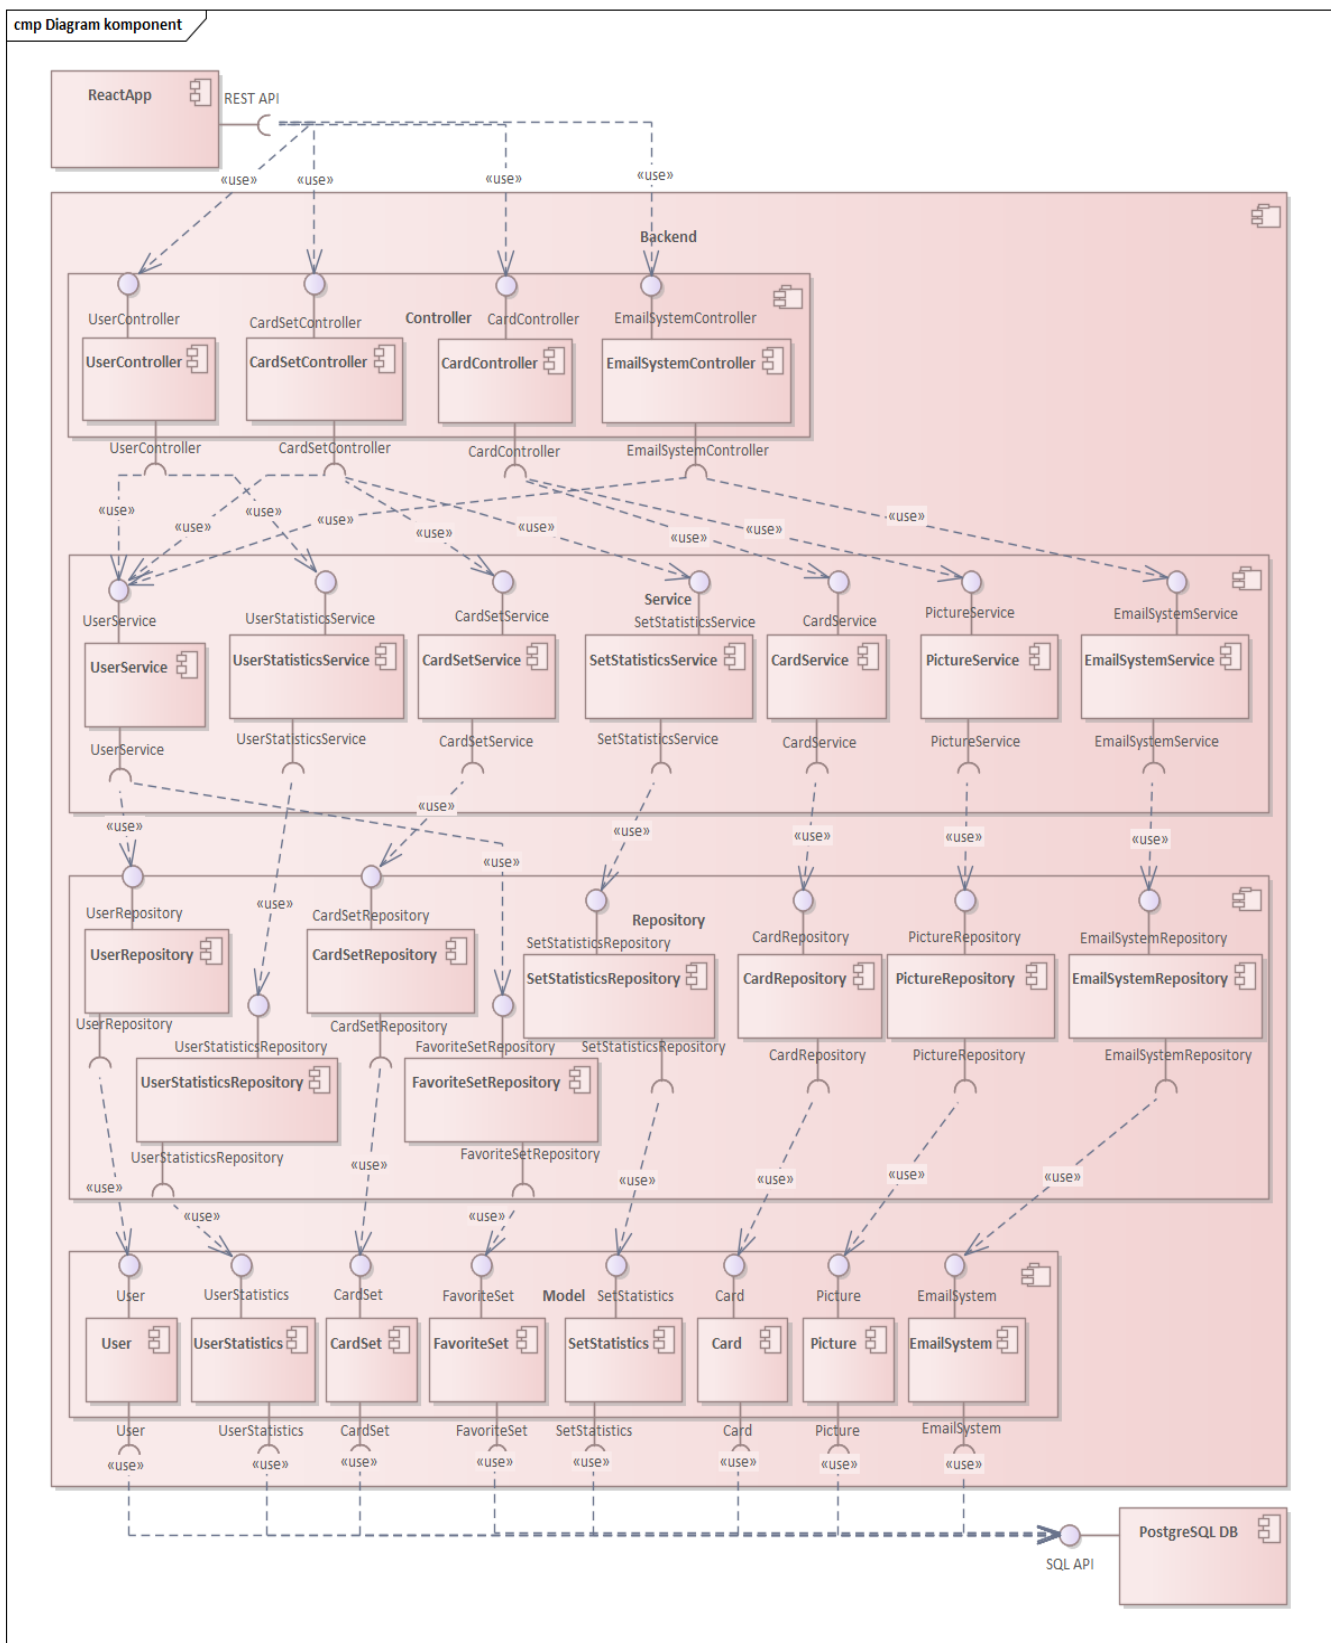 cmp Diagram komponent
ReactApp
REST API
«use»
«use»
«use»
«use»
Backend
UserController
CardSetController
Controller
CardController
EmailSystemController
UserController
CardSetController
CardController
EmailSystemController
UserController
CardSetController
CardController
EmailSystemController
«use»
«use»
«use»
«use»
«use»
«use»
«use»
«use»
«use»
UserService
UserStatisticsService
CardSetService
Service
SetStatisticsService
CardService
PictureService
EmailSystemService
UserService
UserStatisticsService
CardSetService
SetStatisticsService
CardService
PictureService
EmailSystemService
UserService
UserStatisticsService
CardSetService
SetStatisticsService
CardService
PictureService
EmailSystemService
«use»
«use»
«use»
«use»
«use»
«use»
«use»
«use»
UserRepository
CardSetRepository
SetStatisticsRepository
Repository
CardRepository
PictureRepository
EmailSystemRepository
UserRepository
CardSetRepository
SetStatisticsRepository
CardRepository
PictureRepository
EmailSystemRepository
UserRepository
CardSetRepository
UserStatisticsRepository
FavoriteSetRepository
SetStatisticsRepository
CardRepository
PictureRepository
EmailSystemRepository
UserStatisticsRepository
FavoriteSetRepository
UserStatisticsRepository
FavoriteSetRepository
«use»
«use»
«use»
«use»
«use»
«use»
«use»
«use»
User
UserStatistics
CardSet
FavoriteSet
Model
SetStatistics
Card
Picture
EmailSystem
User
UserStatistics
CardSet
FavoriteSet
SetStatistics
Card
Picture
EmailSystem
User
UserStatistics
CardSet
FavoriteSet
SetStatistics
Card
Picture
EmailSystem
«use»
«use»
«use»
«use»
«use»
«use»
«use»
«use»
PostgreSQL DB
SQL API